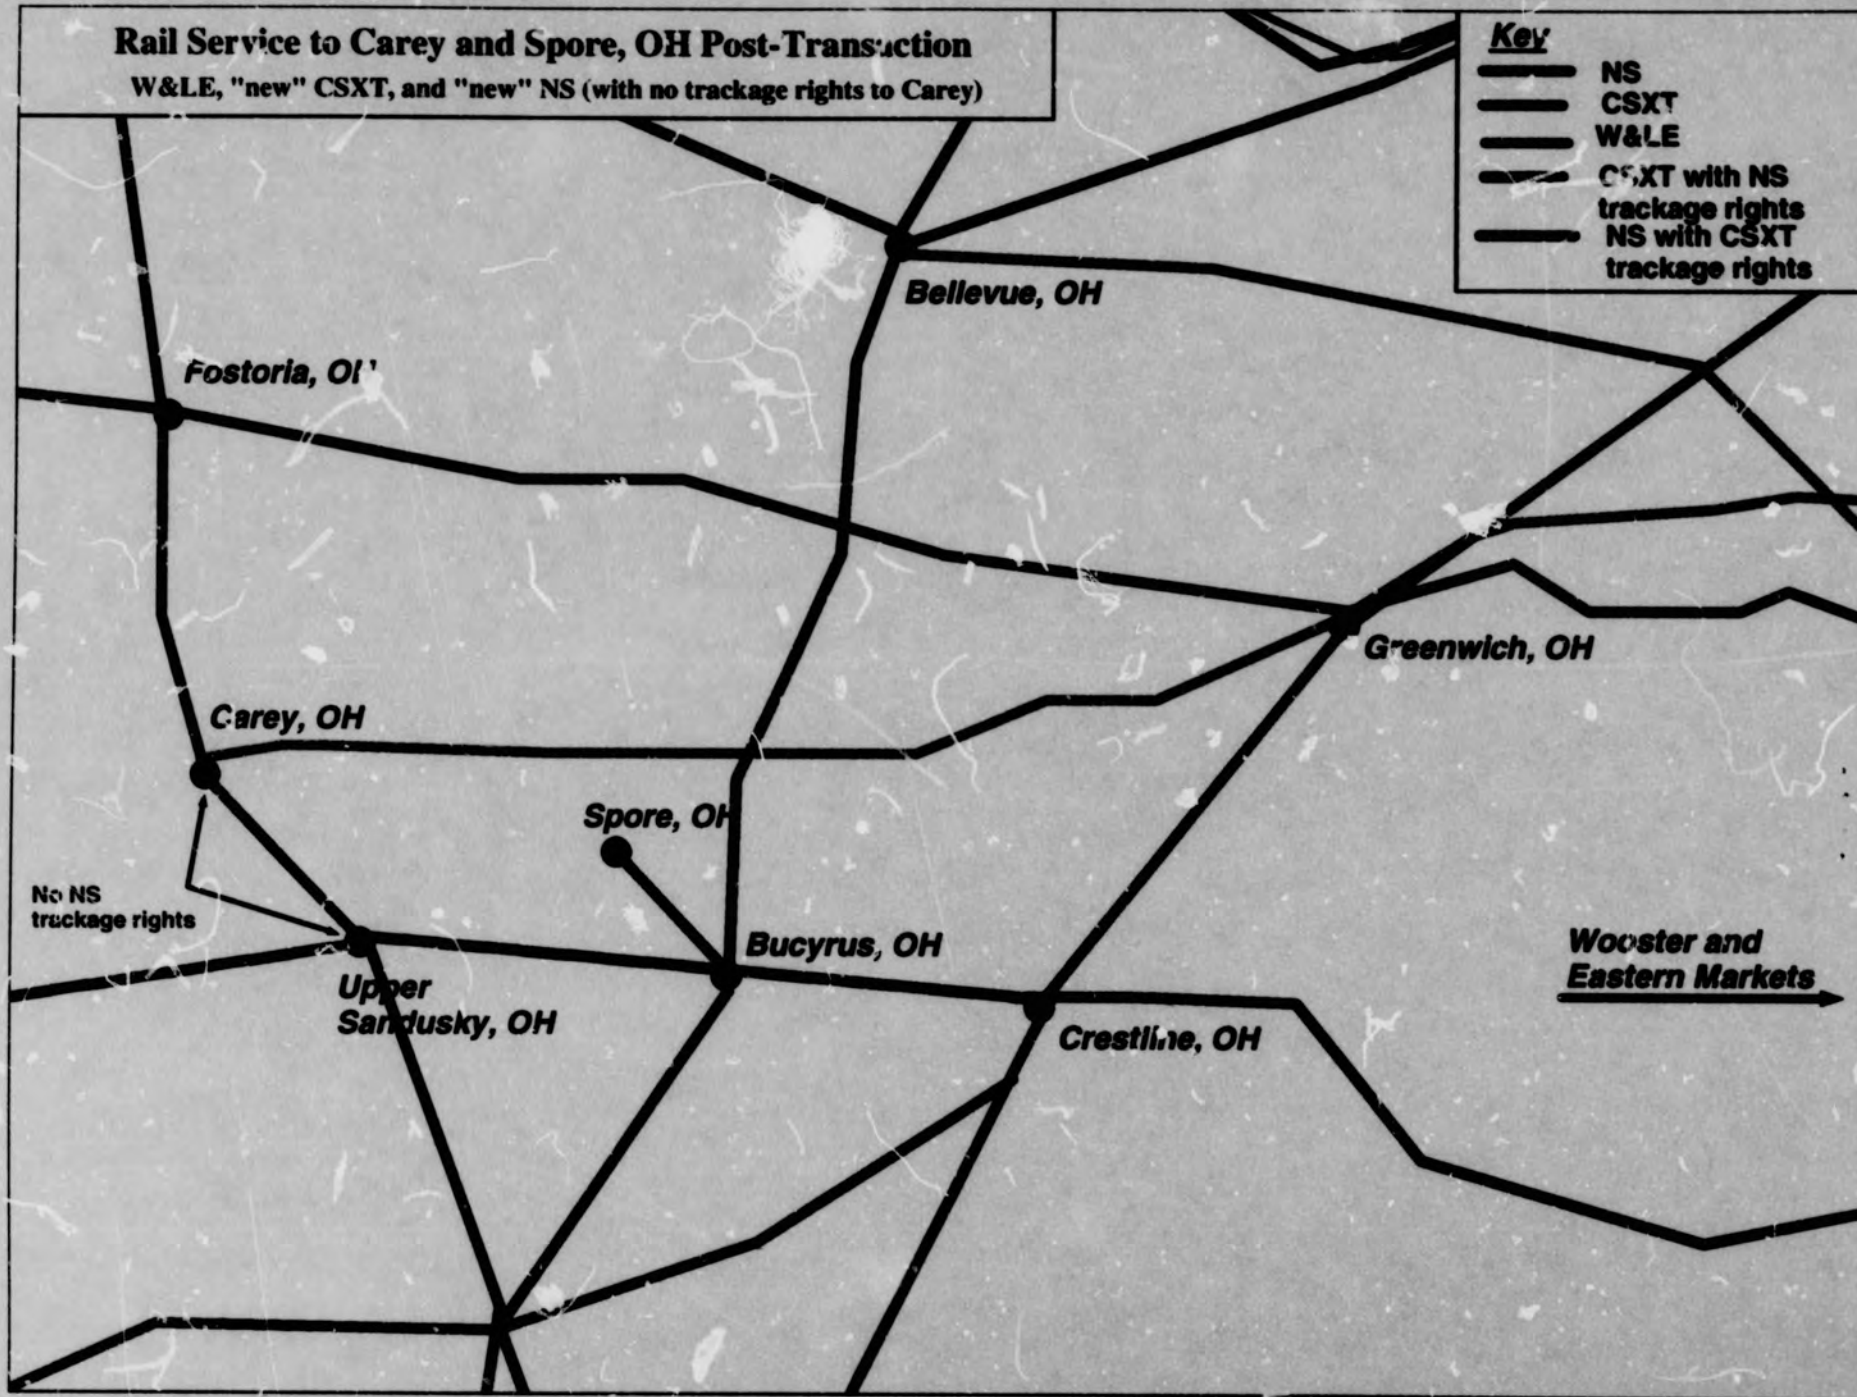 Rail Service to Carey and Spore, OH Post-Transaction
W&LE, "new" CSXT, and "new" NS (with no trackage rights to Carey)
Key
NS
CSXT
W&LE
CSXT with NS
trackage rights
NS with CSXT
trackage rights
Bellevue, OH
Fostoria, OH
Greenwich, OH
Carey, OH
Spore, OH
No NS
trackage rights
Bucyrus, OH
Wooster and
Eastern Markets
Upper
Sandusky, OH
Crestline, OH